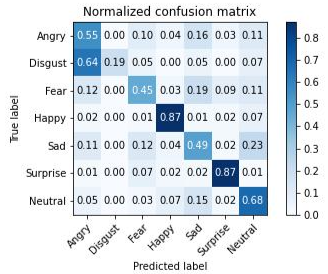 Normalized confusion matrix
Angry 0.55 0.00 0.10 0.04 0.16 0.03 0.11
Disgust 0.64 0.19 0.05 0.00 0.05 0.00 0.07
Fear 0.12 0.00 0.45 0.03 0.19 0.09 0.11
Happy 0.02 0.00 0.01 0.87 0.01 0.02 0.07
Sad 0.11 0.00 0.12 0.04 0.49 0.02 0.23
Surprise 0.01 0.00 0.07 0.02 0.02 0.87 0.01
Neutral 0.05 0.00 0.03 0.07 0.15 0.02 0.68
Angry Disgust Fear Happy Sad Surprise Neutral
Predicted label
True label
0.8
0.7
0.6
0.5
0.4
0.3
0.2
0.1
0.0